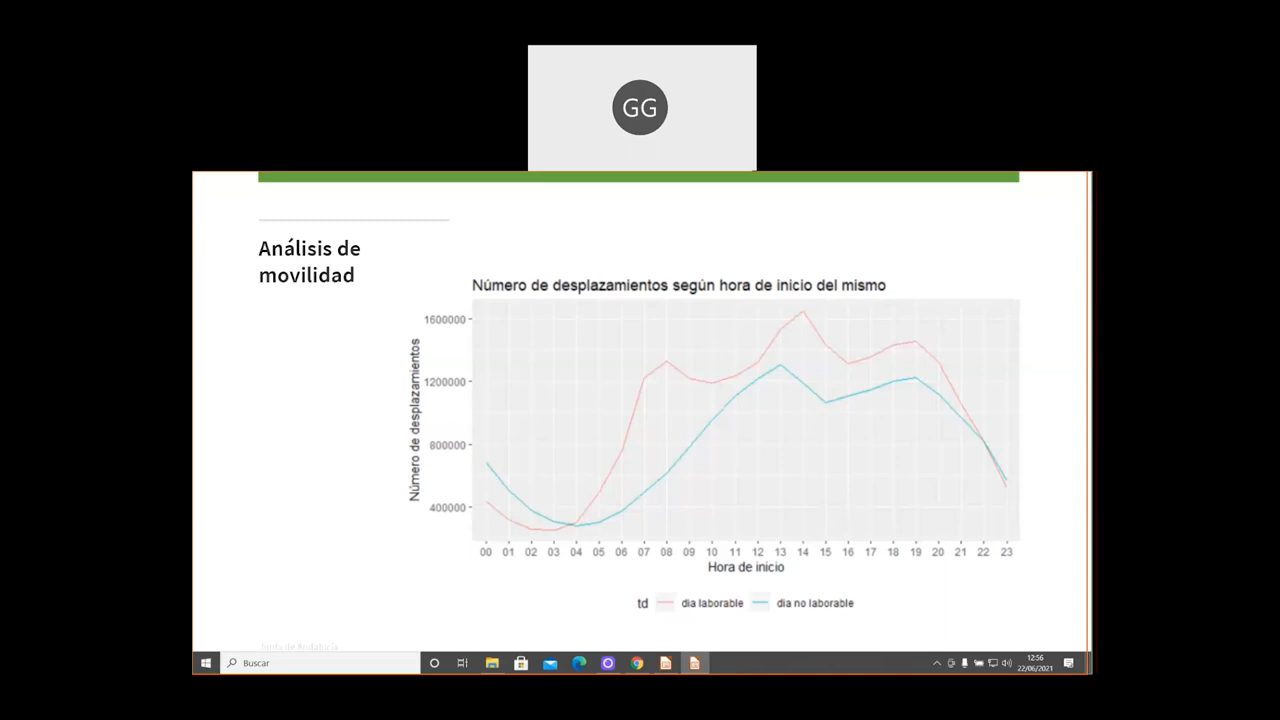 GG
Análisis de
movilidad
Número de desplazamientos según hora de inicio del mismo
Número de desplazamientos
1600000
1200000
800000
400000
00 01 02 03 04 05 06 07 08 09 10 11 12 13 14 15 16 17 18 19 20 21 22 23
Hora de inicio
td dia laborable dia no laborable
Junta de Andalucía
Buscar
12:56
22/06/2021